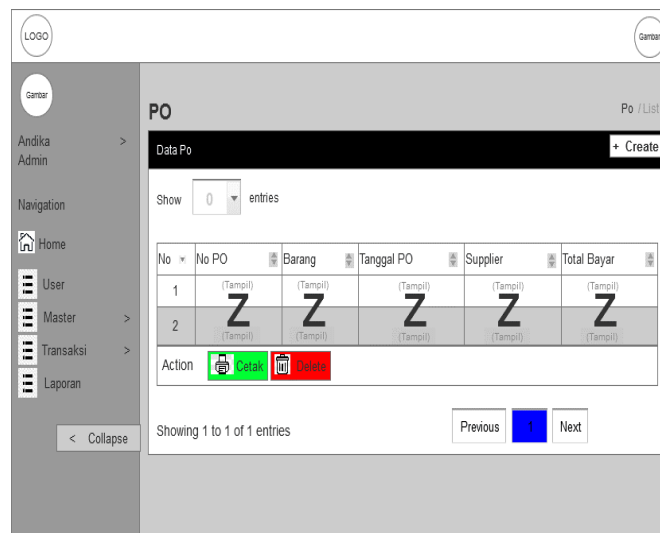 LOGO
Gambar
Gambar
Andika >
Admin
Navigation
Home
User
Master >
Transaksi >
Laporan
< Collapse
PO
Po / List
Data Po
+ Create
Show 0 entries
No No PO Barang Tanggal PO Supplier Total Bayar
1 (Tampil) (Tampil) (Tampil) (Tampil) (Tampil)
Z Z Z Z Z
2 (Tampil) (Tampil) (Tampil) (Tampil) (Tampil)
Action Cetak Delete
Showing 1 to 1 of 1 entries
Previous 1 Next